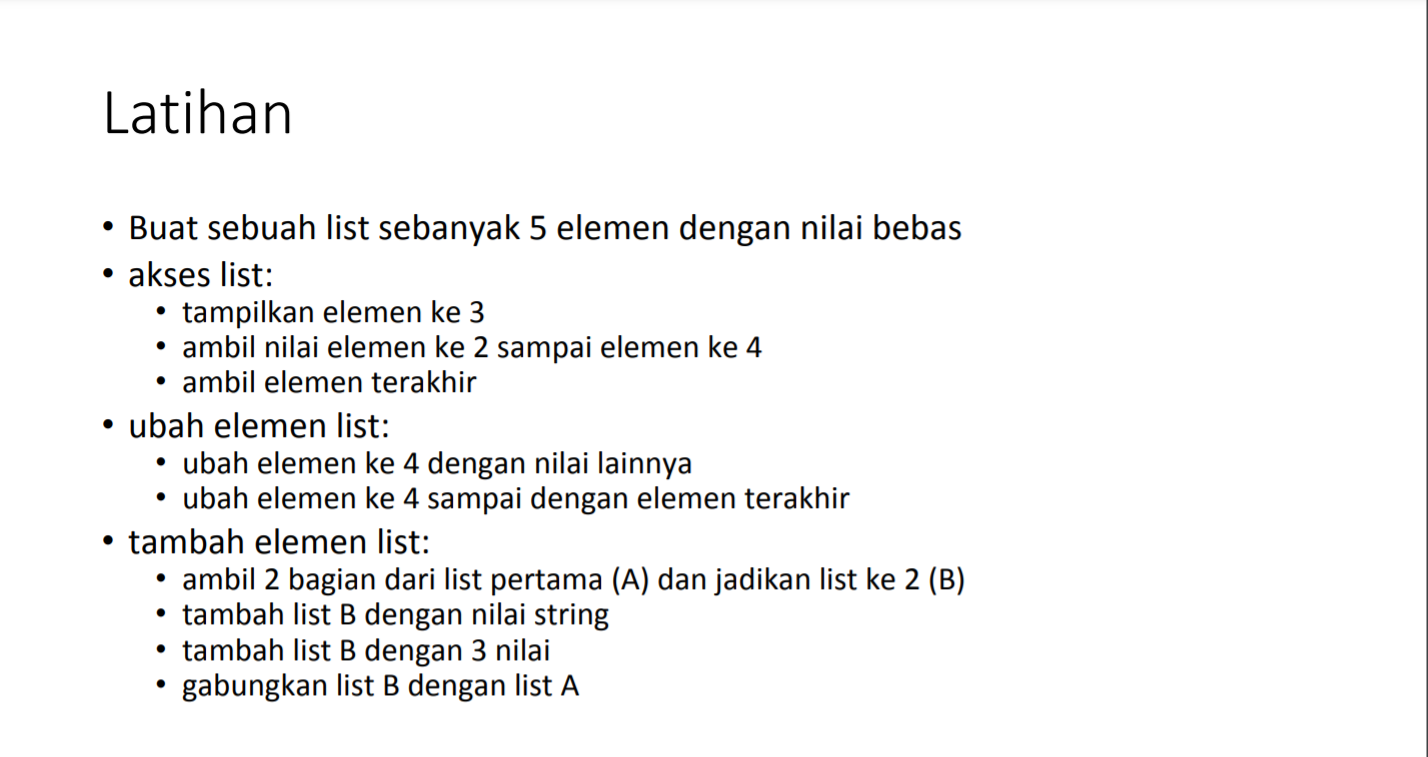 Latihan
• Buat sebuah list sebanyak 5 elemen dengan nilai bebas
• akses list:
• tampilkan elemen ke 3
• ambil nilai elemen ke 2 sampai elemen ke 4
• ambil elemen terakhir
• ubah elemen list:
• ubah elemen ke 4 dengan nilai lainnya
• ubah elemen ke 4 sampai dengan elemen terakhir
• tambah elemen list:
• ambil 2 bagian dari list pertama (A) dan jadikan list ke 2 (B)
• tambah list B dengan nilai string
• tambah list B dengan 3 nilai
• gabungkan list B dengan list A